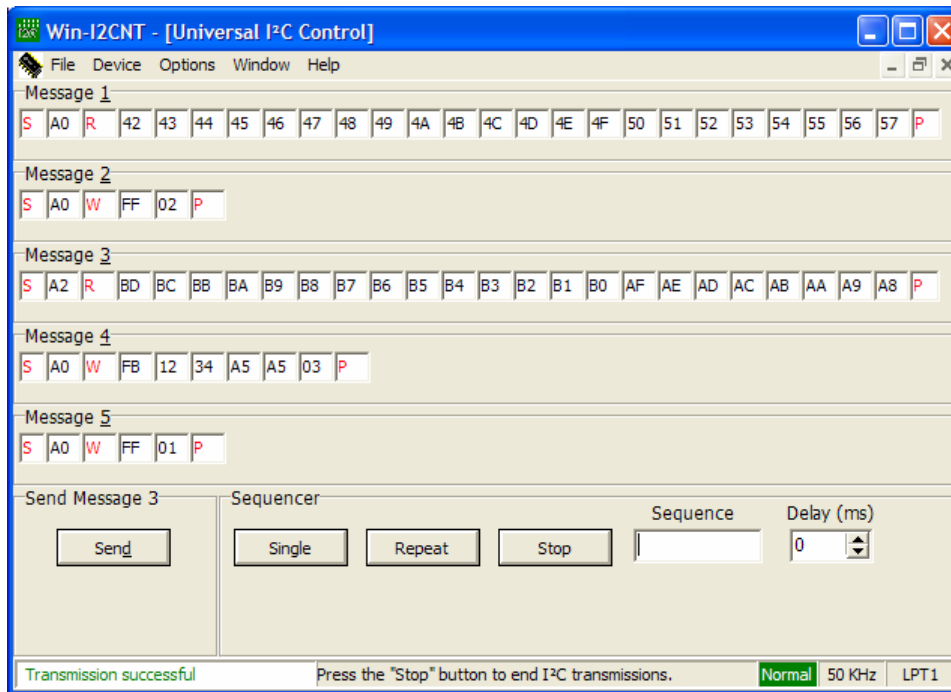 Win-I2CNT - [Universal I²C Control]
File Device Options Window Help
Message 1
S A0 R 42 43 44 45 46 47 48 49 4A 4B 4C 4D 4E 4F 50 51 52 53 54 55 56 57 P
Message 2
S A0 W FF 02 P
Message 3
S A2 R BD BC BB BA B9 B8 B7 B6 B5 B4 B3 B2 B1 B0 AF AE AD AC AB AA A9 A8 P
Message 4
S A0 W FB 12 34 A5 A5 03 P
Message 5
S A0 W FF 01 P
Send Message 3 Sequencer
Sequence Delay (ms)
Send Single Repeat Stop 0
Transmission successful Press the "Stop" button to end I²C transmissions. Normal 50 KHz LPT1